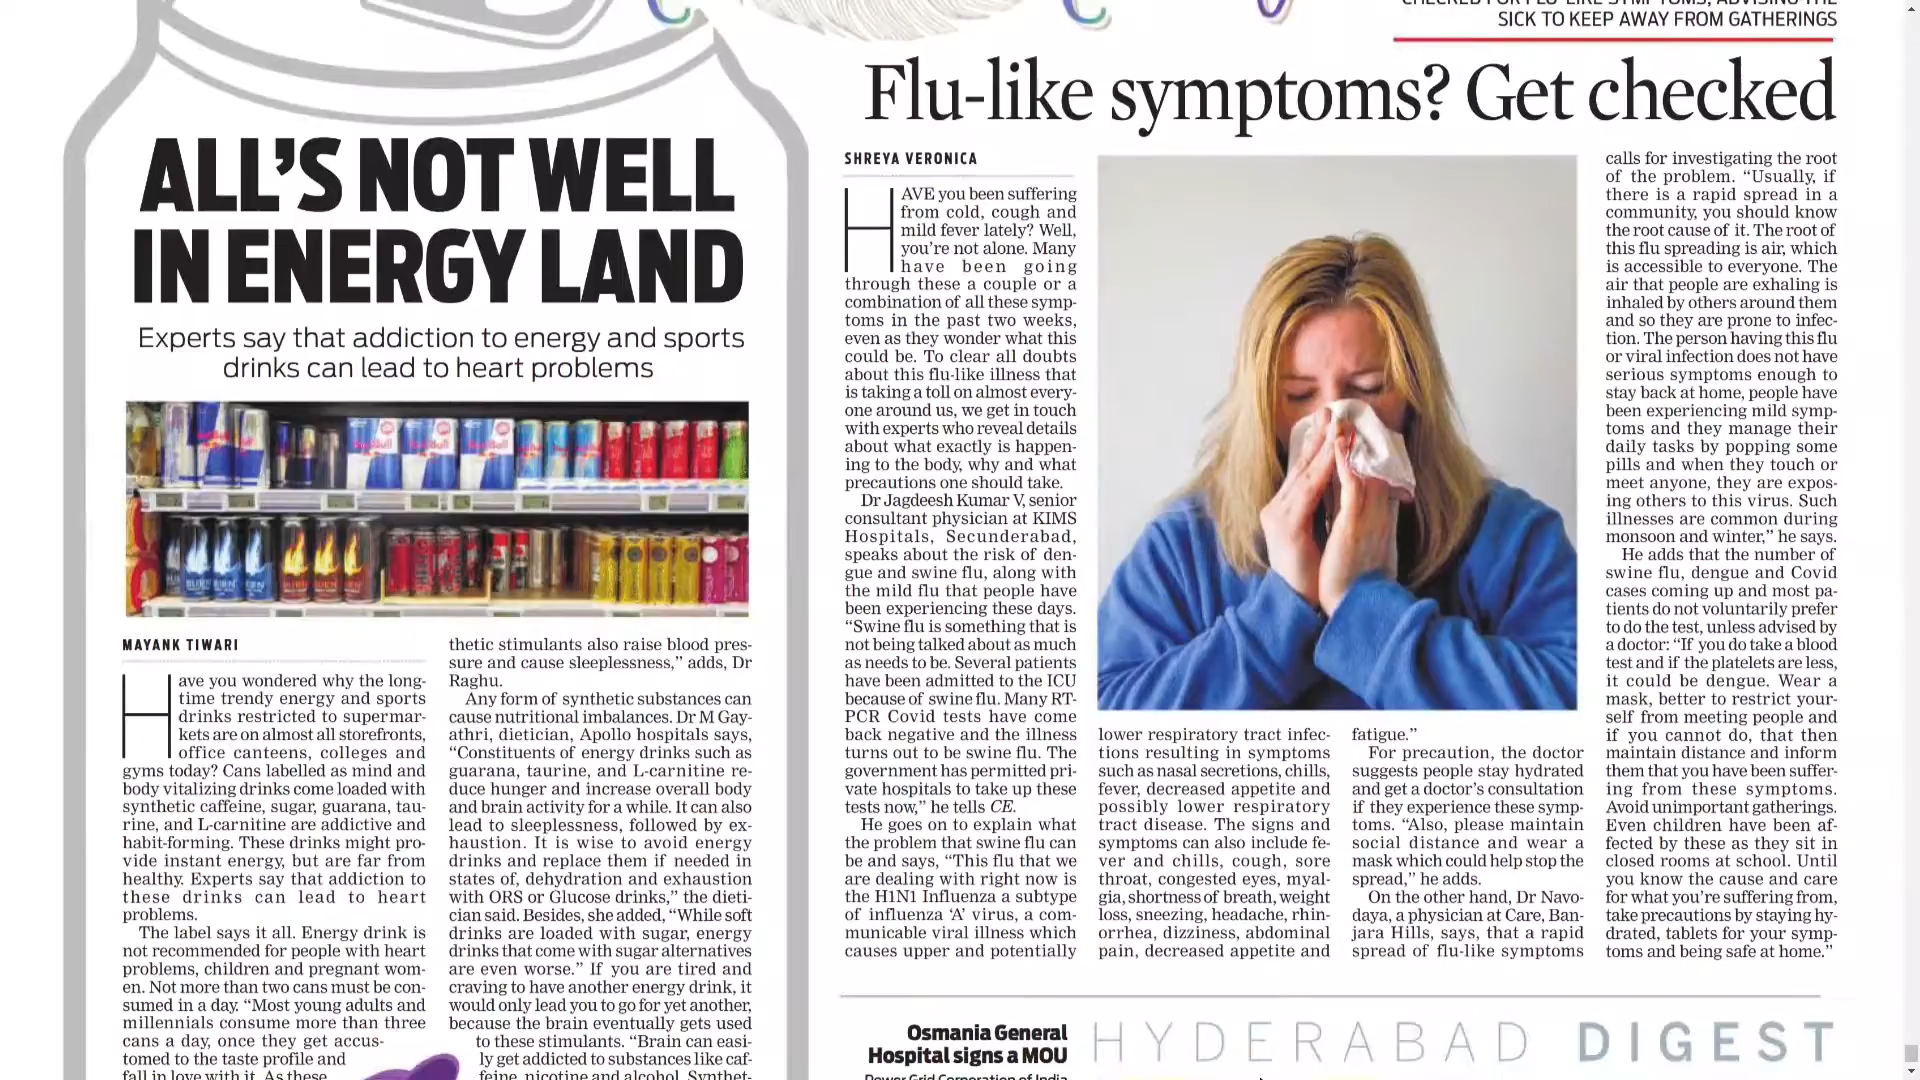 SICK TO KEEP AWAY FROM GATHERINGS
ALL'S NOT WELL
IN ENERGY LAND
Experts say that addiction to energy and sports
drinks can lead to heart problems
MAYANK TIWARI
Have you wondered why the long-
time trendy energy and sports
drinks restricted to supermar-
kets are on almost all storefronts,
office canteens, colleges and
gyms today? Cans labelled as mind and
body vitalizing drinks come loaded with
synthetic caffeine, sugar, guarana, tau-
rine, and L-carnitine are addictive and
habit-forming. These drinks might pro-
vide instant energy, but are far from
healthy. Experts say that addiction to
these drinks can lead to heart
problems.
The label says it all. Energy drink is
not recommended for people with heart
problems, children and pregnant wom-
en. Not more than two cans must be con-
sumed in a day. “Most young adults and
millennials consume more than three
cans a day, once they get accus-
tomed to the taste profile and
fall in love with it. As these
thetic stimulants also raise blood pres-
sure and cause sleeplessness,” adds, Dr
Raghu.
Any form of synthetic substances can
cause nutritional imbalances. Dr M Gay-
athri, dietician, Apollo hospitals says,
“Constituents of energy drinks such as
guarana, taurine, and L-carnitine re-
duce hunger and increase overall body
and brain activity for a while. It can also
lead to sleeplessness, followed by ex-
haustion. It is wise to avoid energy
drinks and replace them if needed in
states of, dehydration and exhaustion
with ORS or Glucose drinks,” the dieti-
cian said. Besides, she added, “While soft
drinks are loaded with sugar, energy
drinks that come with sugar alternatives
are even worse.” If you are tired and
craving to have another energy drink, it
would only lead you to go for yet another,
because the brain eventually gets used
to these stimulants. “Brain can easi-
ly get addicted to substances like caf-
feine, nicotine and alcohol. Synthet-
Flu-like symptoms? Get checked
SHREYA VERONICA
HAVE you been suffering
from cold, cough and
mild fever lately? Well,
you're not alone. Many
have been going
through these a couple or a
combination of all these symp-
toms in the past two weeks,
even as they wonder what this
could be. To clear all doubts
about this flu-like illness that
is taking a toll on almost every-
one around us, we get in touch
with experts who reveal details
about what exactly is happen-
ing to the body, why and what
precautions one should take.
Dr Jagdeesh Kumar V, senior
consultant physician at KIMS
Hospitals, Secunderabad,
speaks about the risk of den-
gue and swine flu, along with
the mild flu that people have
been experiencing these days.
“Swine flu is something that is
not being talked about as much
as needs to be. Several patients
have been admitted to the ICU
because of swine flu. Many RT-
PCR Covid tests have come
back negative and the illness
turns out to be swine flu. The
government has permitted pri-
vate hospitals to take up these
tests now,” he tells CE.
He goes on to explain what
the problem that swine flu can
be and says, “This flu that we
are dealing with right now is
the H1N1 Influenza a subtype
of influenza ‘A’ virus, a com-
municable viral illness which
causes upper and potentially
lower respiratory tract infec-
tions resulting in symptoms
such as nasal secretions, chills,
fever, decreased appetite and
possibly lower respiratory
tract disease. The signs and
symptoms can also include fe-
ver and chills, cough, sore
throat, congested eyes, myal-
gia, shortness of breath, weight
loss, sneezing, headache, rhin-
orrhea, dizziness, abdominal
pain, decreased appetite and
fatigue.”
For precaution, the doctor
suggests people stay hydrated
and get a doctor's consultation
if they experience these symp-
toms. “Also, please maintain
social distance and wear a
mask which could help stop the
spread,” he adds.
On the other hand, Dr Navo-
daya, a physician at Care, Ban-
jara Hills, says, that a rapid
spread of flu-like symptoms
calls for investigating the root
of the problem. “Usually, if
there is a rapid spread in a
community, you should know
the root cause of it. The root of
this flu spreading is air, which
is accessible to everyone. The
air that people are exhaling is
inhaled by others around them
and so they are prone to infec-
tion. The person having this flu
or viral infection does not have
serious symptoms enough to
stay back at home, people have
been experiencing mild symp-
toms and they manage their
daily tasks by popping some
pills and when they touch or
meet anyone, they are expos-
ing others to this virus. Such
illnesses are common during
monsoon and winter,” he says.
He adds that the number of
swine flu, dengue and Covid
cases coming up and most pa-
tients do not voluntarily prefer
to do the test, unless advised by
a doctor: “If you do take a blood
test and if the platelets are less,
it could be dengue. Wear a
mask, better to restrict your-
self from meeting people and
if you cannot do, that then
maintain distance and inform
them that you have been suffer-
ing from these symptoms.
Avoid unimportant gatherings.
Even children have been af-
fected by these as they sit in
closed rooms at school. Until
you know the cause and care
for what you're suffering from,
take precautions by staying hy-
drated, tablets for your symp-
toms and being safe at home.”
Osmania General
Hospital signs a MOU
Power Grid Corporation of India
HYDERABAD DIGEST